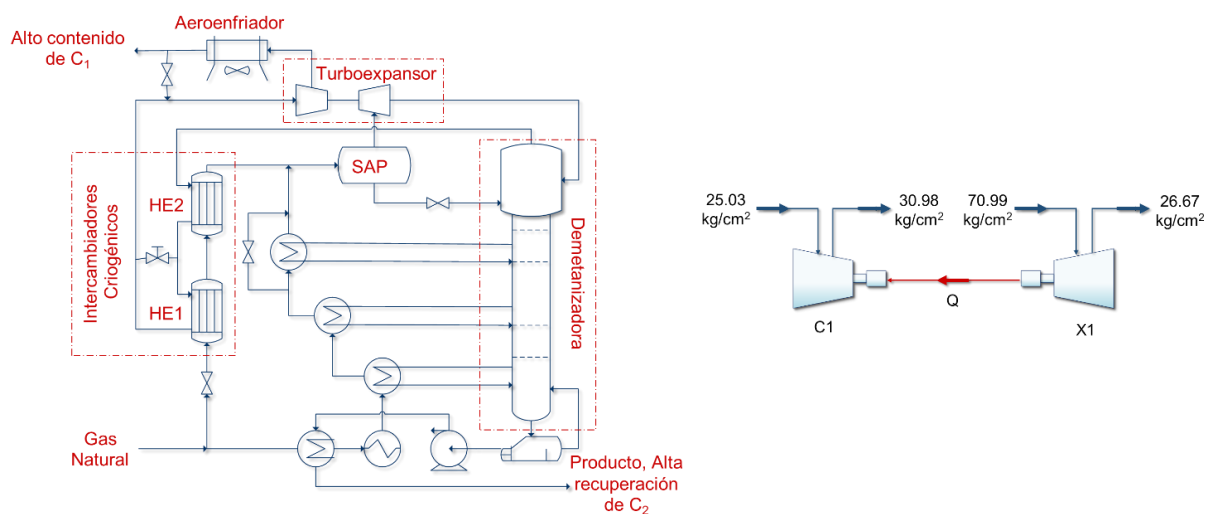 Aeroenfriador
Alto contenido
de C₁
Turboexpansor
SAP
Intercambiadores
Criogénicos
HE2
HE1
Demetanizadora
Gas
Natural
Producto, Alta
recuperación
de C₂
25.03
kg/cm²
30.98
kg/cm²
70.99
kg/cm²
26.67
kg/cm²
Q
C1
X1